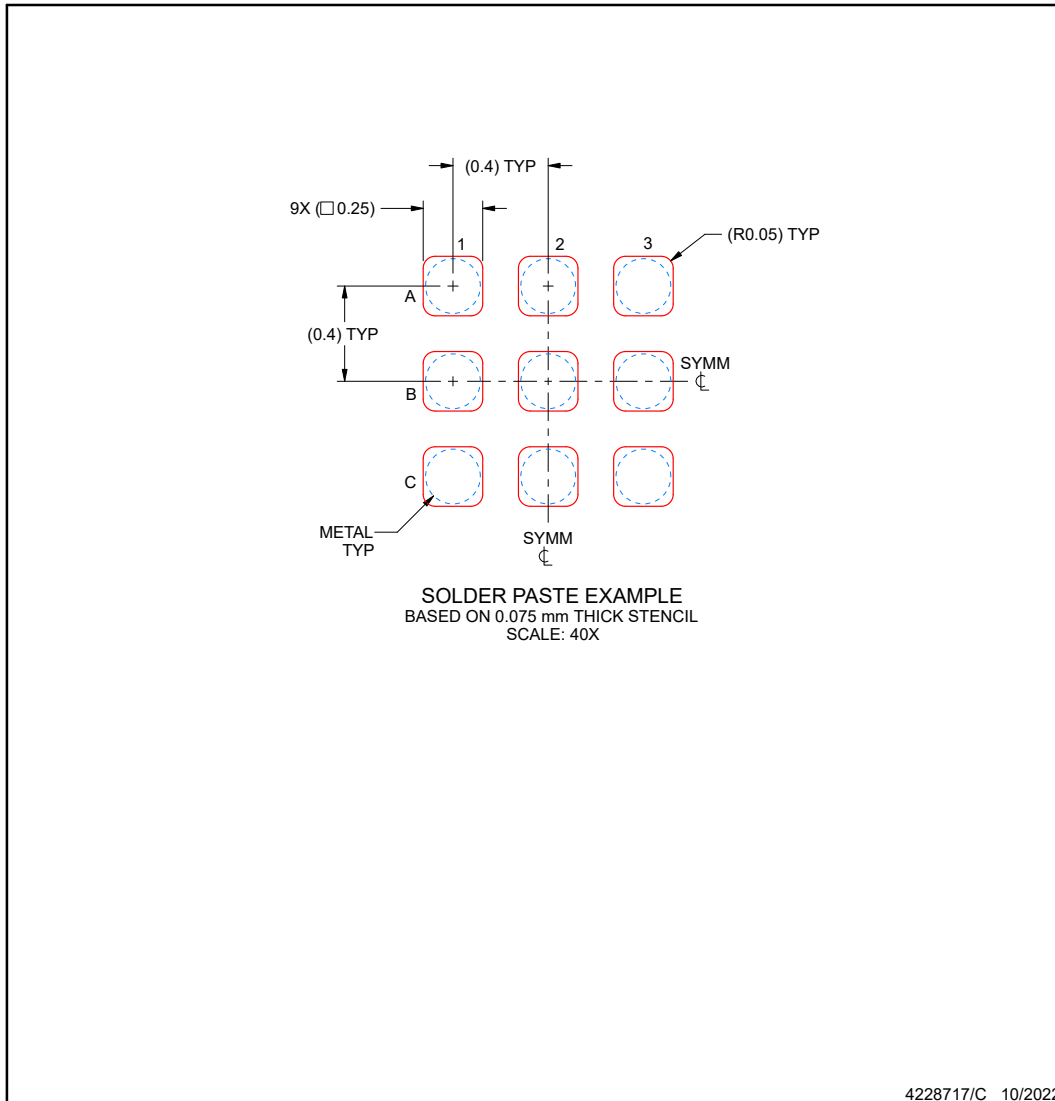 (0.4) TYP
9X (□ 0.25)
1
2
3
(R0.05) TYP
A
(0.4) TYP
SYMM
℄
B
C
METAL
TYP
SYMM
℄
SOLDER PASTE EXAMPLE
BASED ON 0.075 mm THICK STENCIL
SCALE: 40X
4228717/C 10/2022